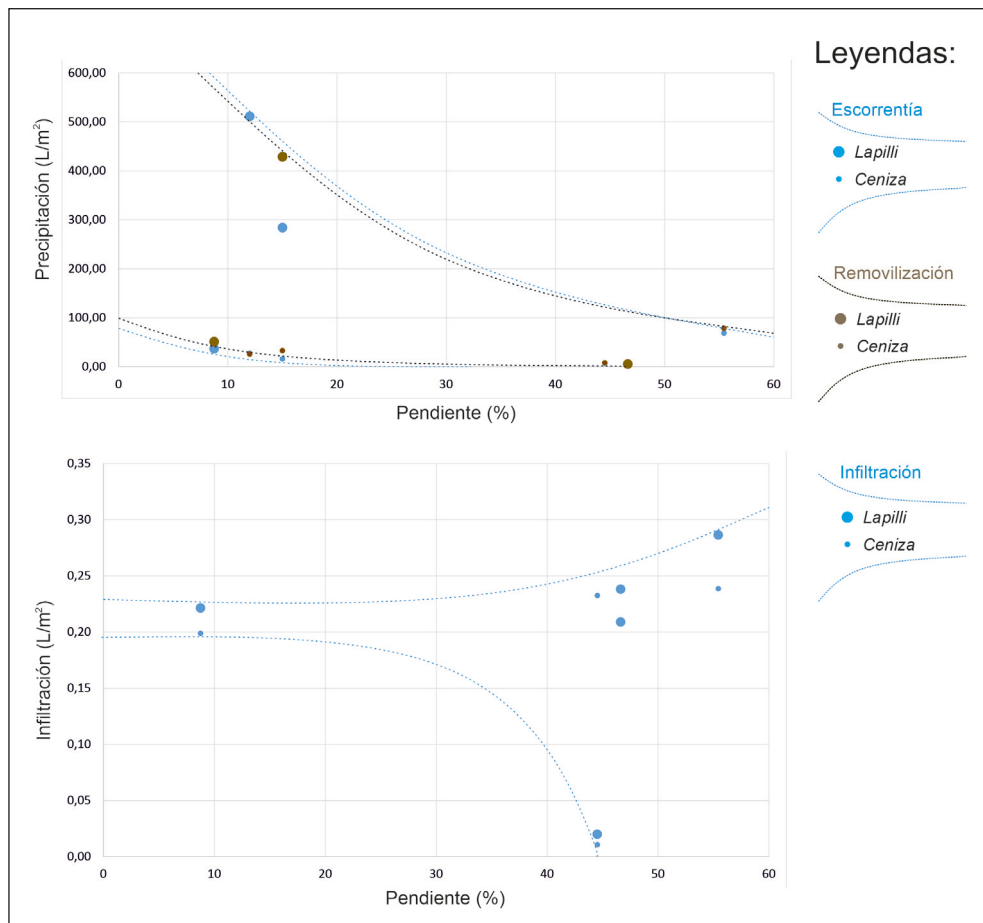 Leyendas:
600,00
500,00
400,00
300,00
200,00
100,00
0,00
Precipitación (L/m²)
0 10 20 30 40 50 60
Pendiente (%)
Escorrentía
Lapilli
Ceniza
Removilización
Lapilli
Ceniza
0,35
0,30
0,25
0,20
0,15
0,10
0,05
0,00
Infiltración (L/m²)
0 10 20 30 40 50 60
Pendiente (%)
Infiltración
Lapilli
Ceniza